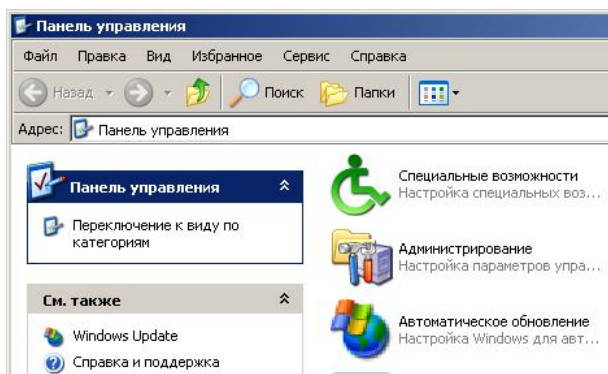 Панель управления
Файл Правка Вид Избранное Сервис Справка
Назад Поиск Папки
Адрес: Панель управления
Панель управления
Переключение к виду по
категориям
См. также
Windows Update
Справка и поддержка
Специальные возможности
Настройка специальных воз...
Администрирование
Настройка параметров упра...
Автоматическое обновление
Настройка Windows для авт...